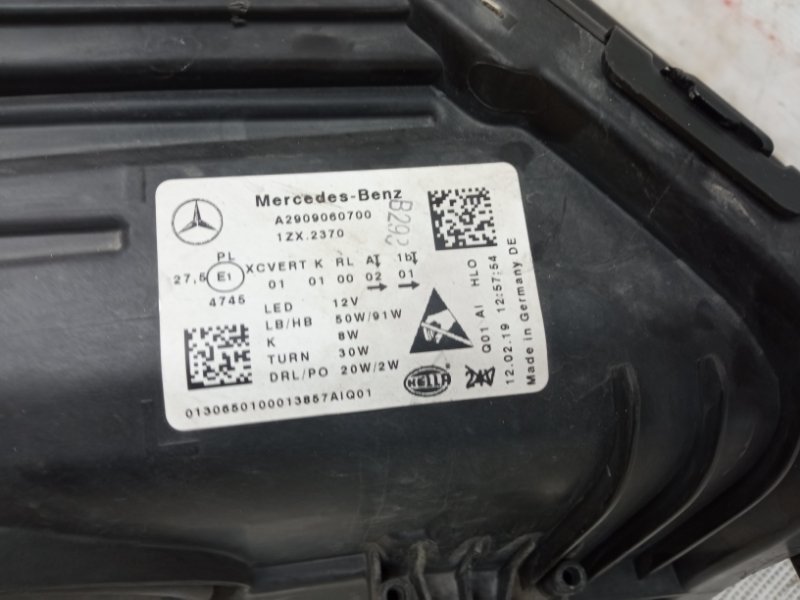 Mercedes-Benz
A2909060700
1ZX.2370
PL
27,5 E1 XCVERT K RL A 1b
01 01 00 02 01
4745
LED 12V
LB/HB 50W/91W
K 8W
TURN 30W
DRL/PO 20W/2W
HELLA
0130650100013857AIQ01
Q01 AI HLO
12.02.19 12:57:54
Made in Germany DE